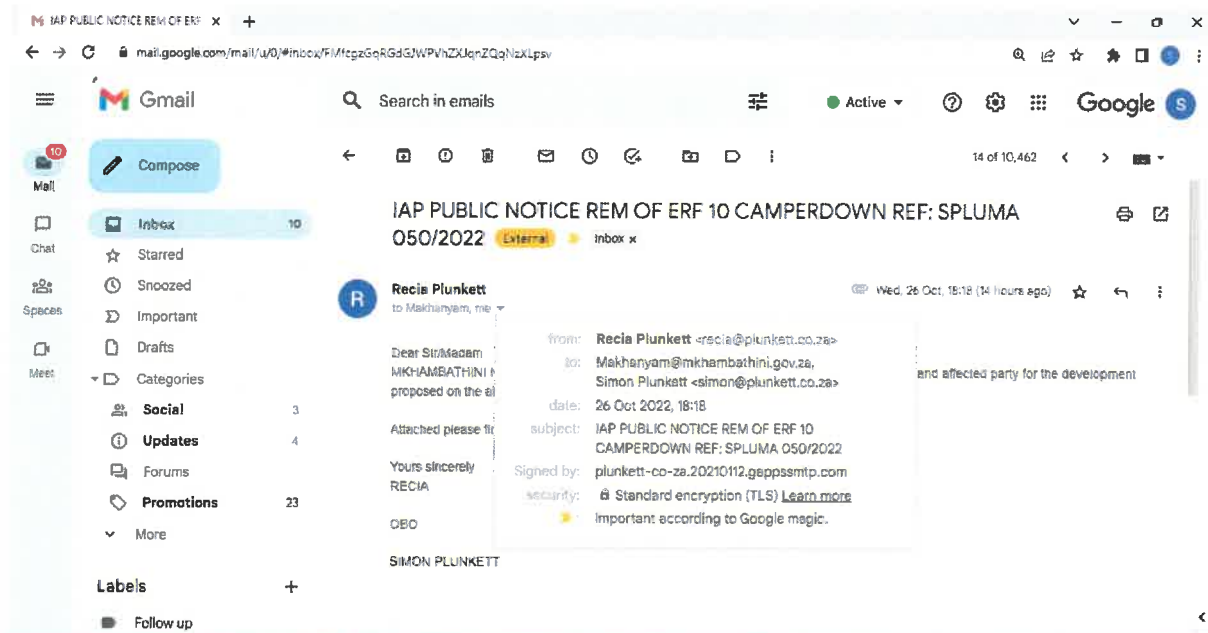 IAP PUBLIC NOTICE REM OF ERF
mail.google.com/mail/u/0/#inbox/
Gmail
Search in emails
Active
Google
S
10
Mail
Chat
Spaces
Meet
Compose
Inbox 10
Starred
Snoozed
Important
Drafts
Categories
Social 3
Updates 4
Forums
Promotions 23
More
Labels
Follow up
14 of 10,462
IAP PUBLIC NOTICE REM OF ERF 10 CAMPERDOWN REF: SPLUMA
050/2022 External Inbox x
R
Recia Plunkett
to Makhanyam, me
Wed, 26 Oct, 18:18 (14 hours ago)
Dear Sir/Madam
MKHAMBATHINI and affected party for the development
proposed on the
Attached please
Yours sincerely
RECIA
OBO
SIMON PLUNKETT
from: Recia Plunkett <recia@plunkett.co.za>
to: Makhanyam@mkhambathini.gov.za,
Simon Plunkett <simon@plunkett.co.za>
date: 26 Oct 2022, 18:18
subject: IAP PUBLIC NOTICE REM OF ERF 10
CAMPERDOWN REF: SPLUMA 050/2022
Signed by: plunkett-co-za.20210112.gappssmtp.com
security: Standard encryption (TLS) Learn more
: Important according to Google magic.